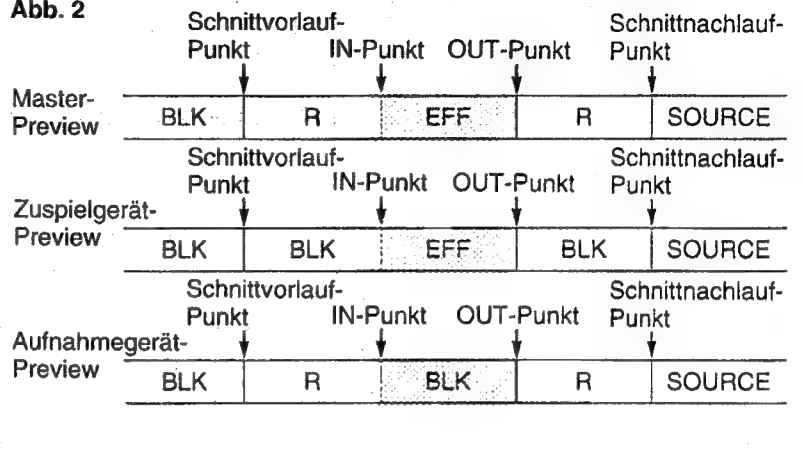 Abb. 2
Schnittvorlauf- Schnittnachlauf-
Punkt IN-Punkt OUT-Punkt Punkt
Master-
Preview
BLK R EFF R SOURCE
Schnittvorlauf- Schnittnachlauf-
Punkt IN-Punkt OUT-Punkt Punkt
Zuspielgerät-
Preview
BLK BLK EFF BLK SOURCE
Schnittvorlauf- Schnittnachlauf-
Punkt IN-Punkt OUT-Punkt Punkt
Aufnahmegerät-
Preview
BLK R BLK R SOURCE